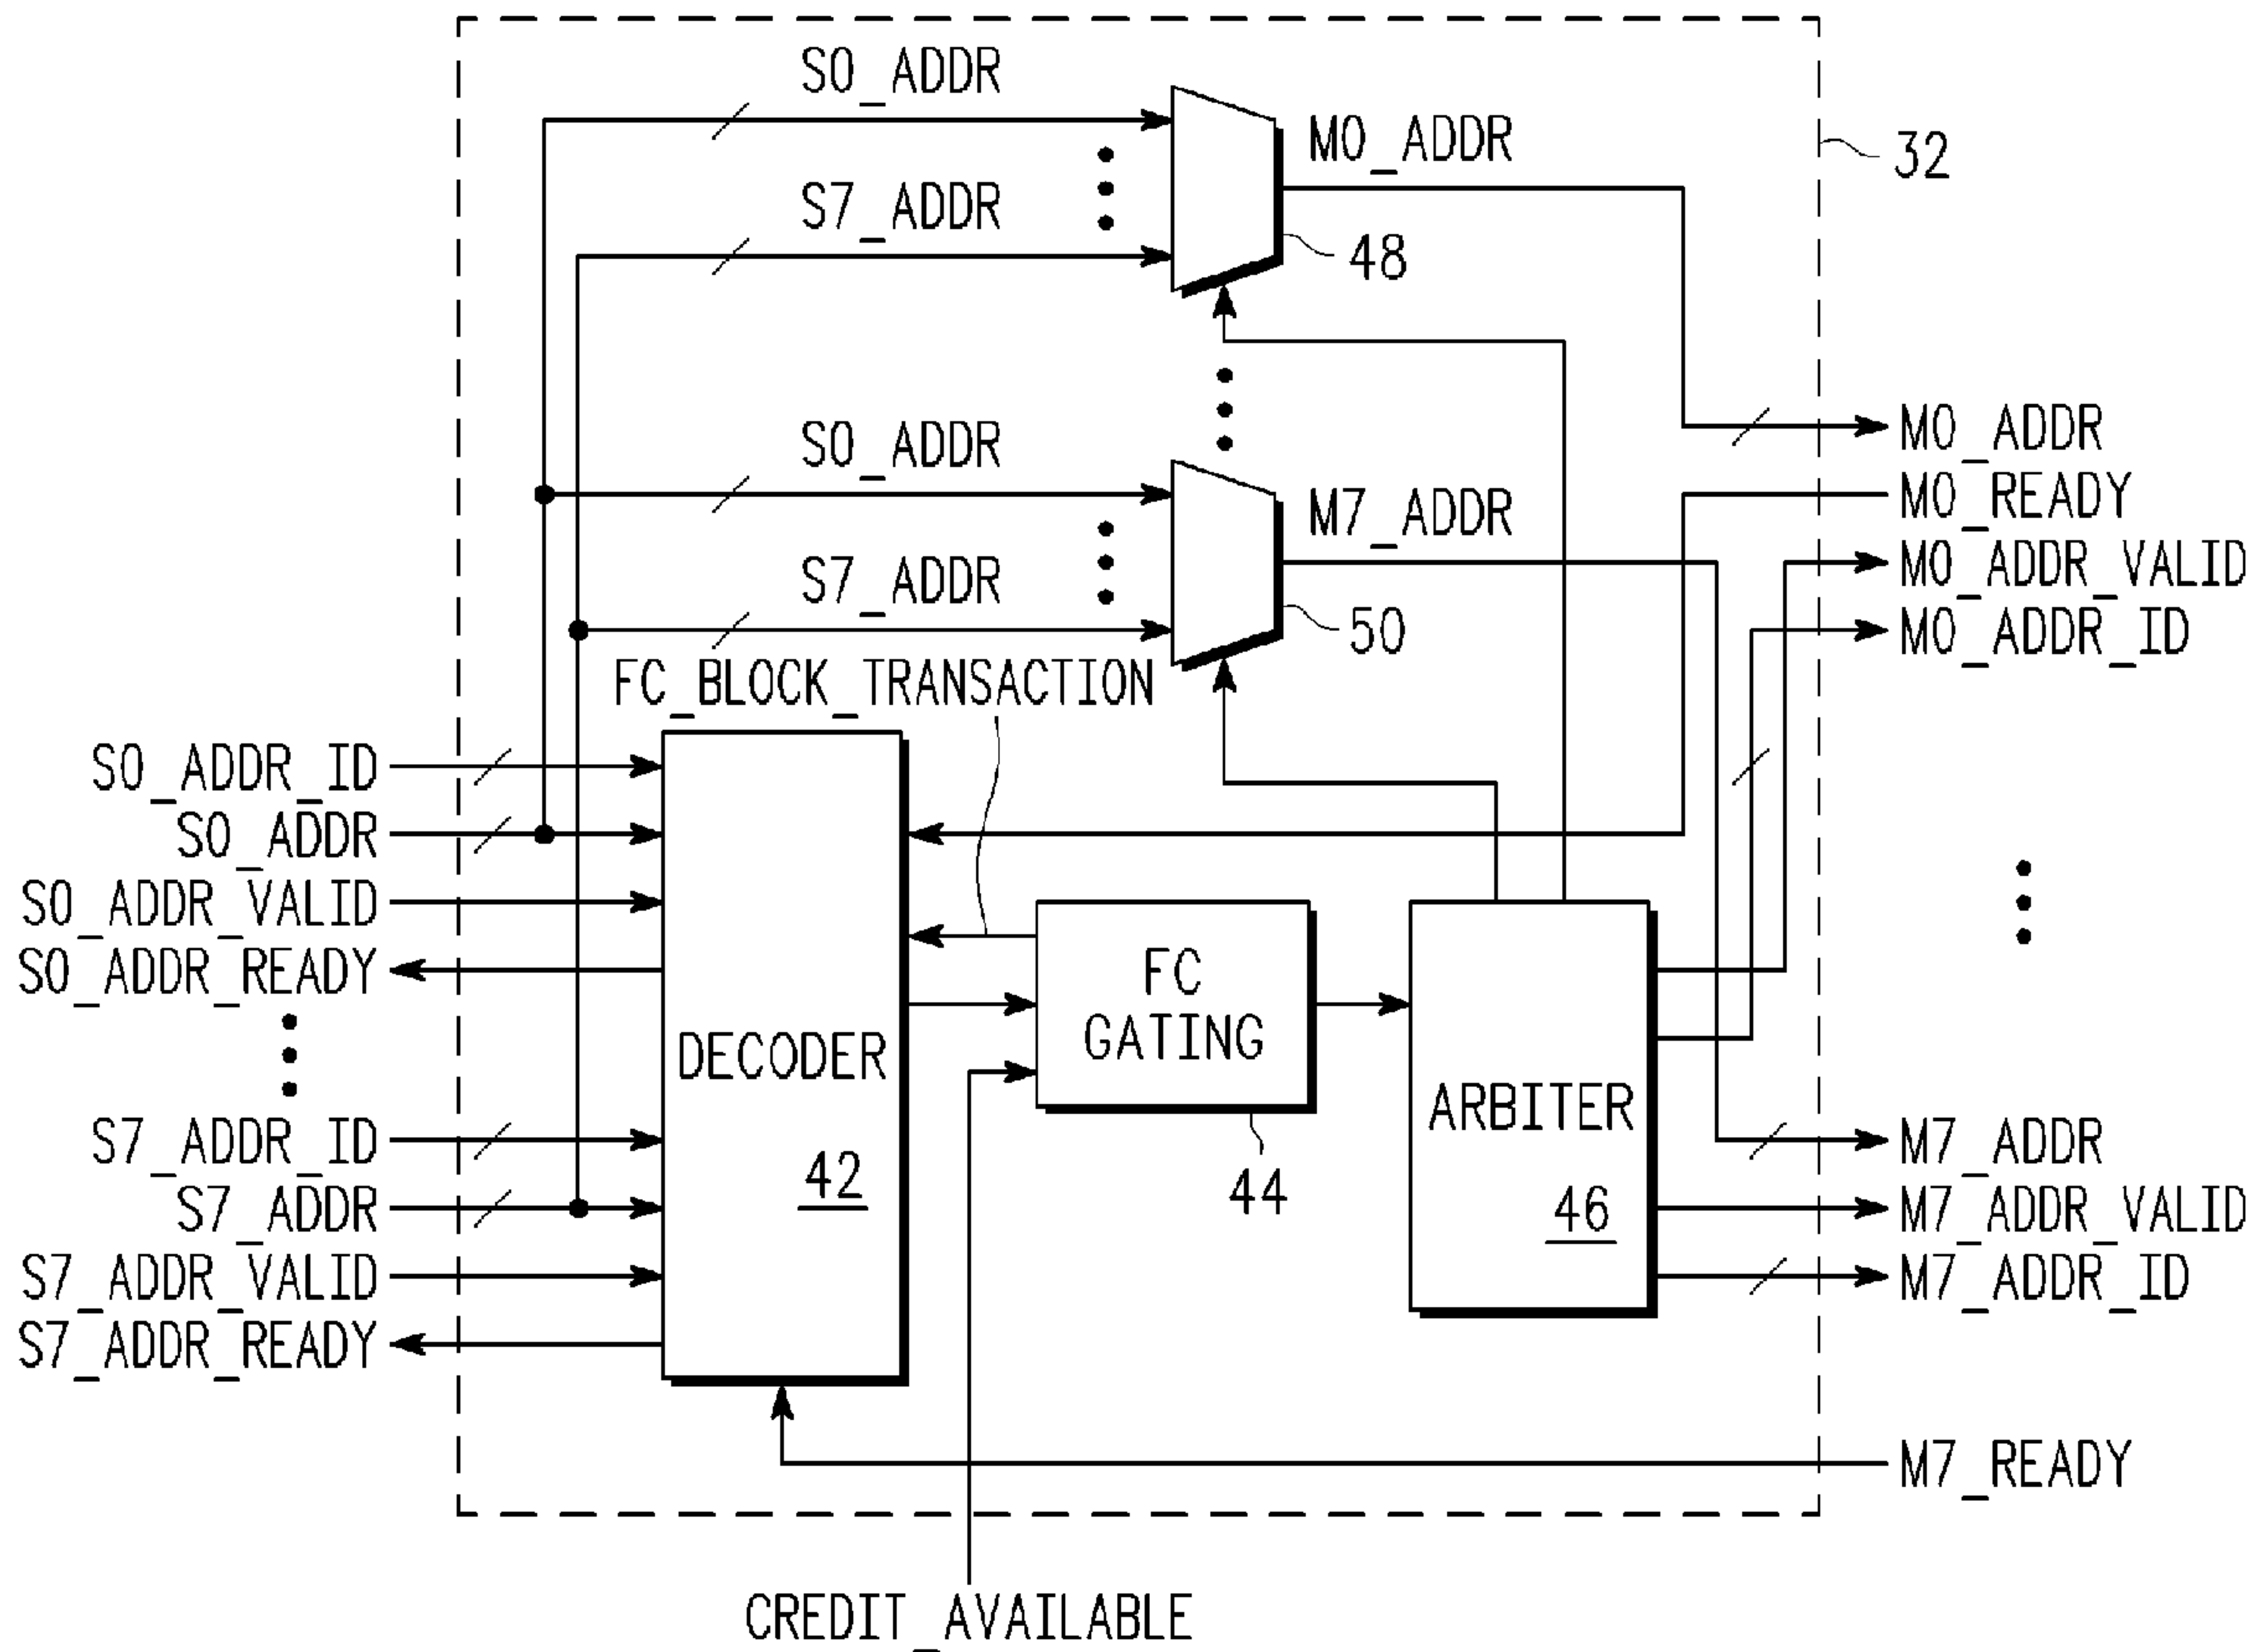 S0_ADDR
M0_ADDR
32
S7_ADDR
48
S0_ADDR
M0_ADDR
M7_ADDR
M0_READY
S7_ADDR
M0_ADDR_VALID
50
M0_ADDR_ID
FC_BLOCK_TRANSACTION
S0_ADDR_ID
S0_ADDR
S0_ADDR_VALID
S0_ADDR_READY
FC
GATING
DECODER
42
ARBITER
46
44
S7_ADDR_ID
S7_ADDR
S7_ADDR_VALID
S7_ADDR_READY
M7_ADDR
M7_ADDR_VALID
M7_ADDR_ID
M7_READY
CREDIT_AVAILABLE